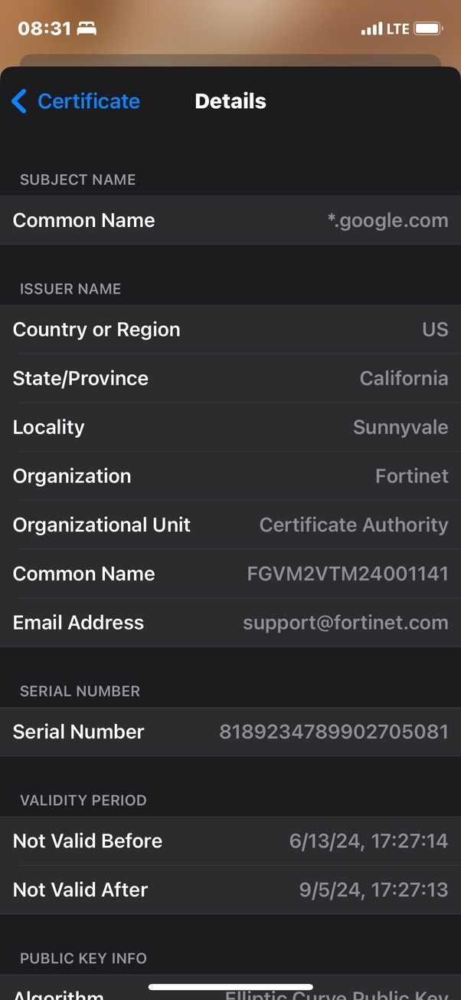 08:31
LTE
Certificate
Details
SUBJECT NAME
Common Name *.google.com
ISSUER NAME
Country or Region US
State/Province California
Locality Sunnyvale
Organization Fortinet
Organizational Unit Certificate Authority
Common Name FGVM2VTM24001141
Email Address support@fortinet.com
SERIAL NUMBER
Serial Number 8189234789902705081
VALIDITY PERIOD
Not Valid Before 6/13/24, 17:27:14
Not Valid After 9/5/24, 17:27:13
PUBLIC KEY INFO
Algorithm Elliptic Curve Public Key